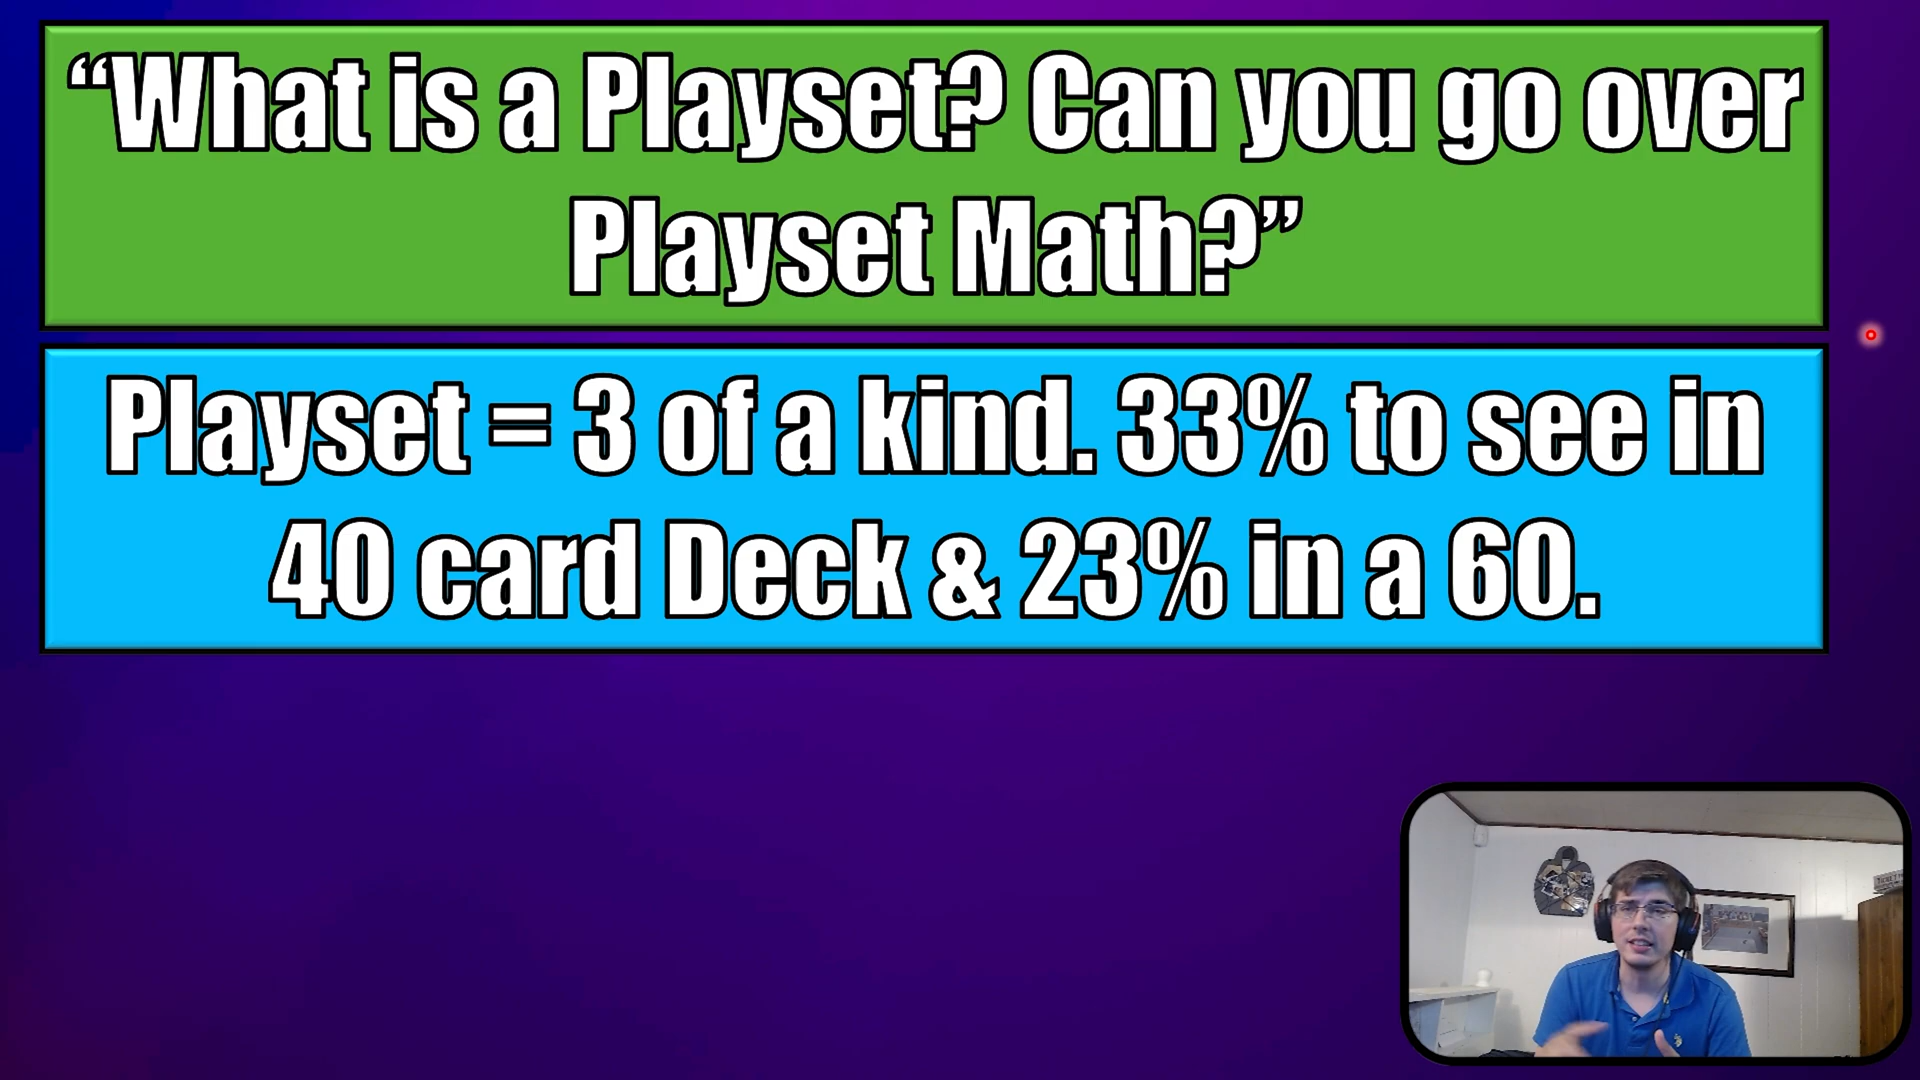 “What is a Playset? Can you go over
Playset Math?”
Playset = 3 of a kind. 33% to see in
40 card Deck & 23% in a 60.